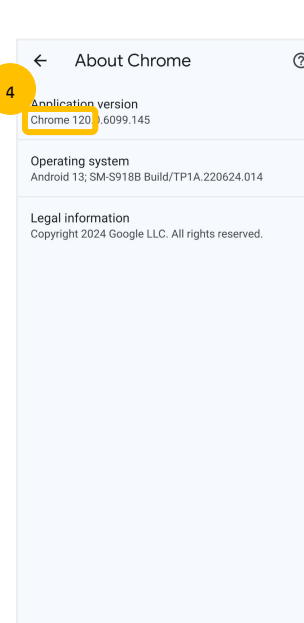 About Chrome
4
Application version
Chrome 120.0.6099.145
Operating system
Android 13; SM-S918B Build/TP1A.220624.014
Legal information
Copyright 2024 Google LLC. All rights reserved.